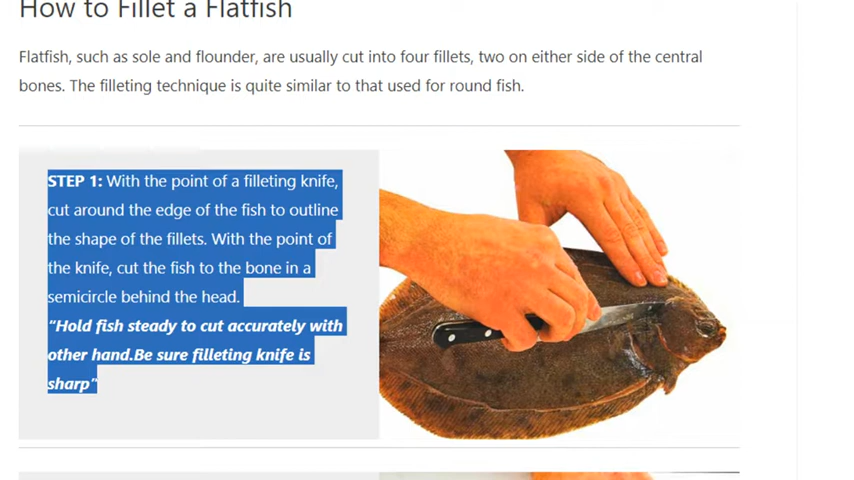 How to Fillet a Flatfish
Flatfish, such as sole and flounder, are usually cut into four fillets, two on either side of the central
bones. The filleting technique is quite similar to that used for round fish.
STEP 1: With the point of a filleting knife,
cut around the edge of the fish to outline
the shape of the fillets. With the point of
the knife, cut the fish to the bone in a
semicircle behind the head.
“Hold fish steady to cut accurately with
other hand.Be sure filleting knife is
sharp”